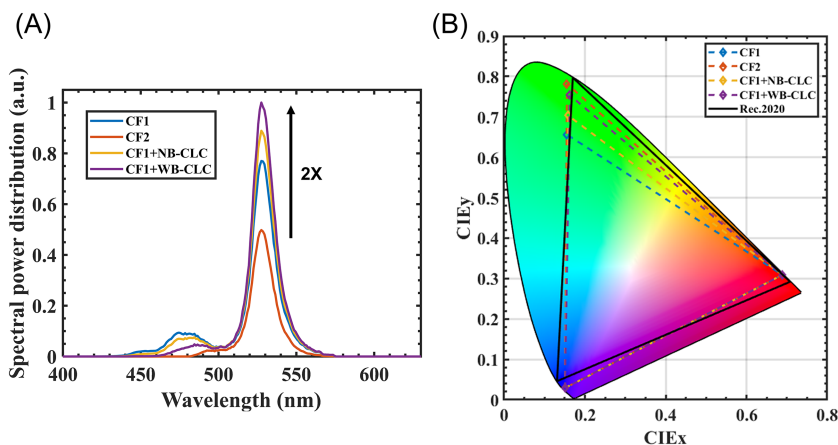 (A)
Spectral power distribution (a.u.)
1
0.8
0.6
0.4
0.2
0
CF1
CF2
CF1+NB-CLC
CF1+WB-CLC
2X
400
450
500
550
600
Wavelength (nm)
(B)
CIEy
0.9
0.8
0.7
0.6
0.5
0.4
0.3
0.2
0.1
0
CF1
CF2
CF1+NB-CLC
CF1+WB-CLC
Rec.2020
0
0.2
0.4
0.6
0.8
CIEx